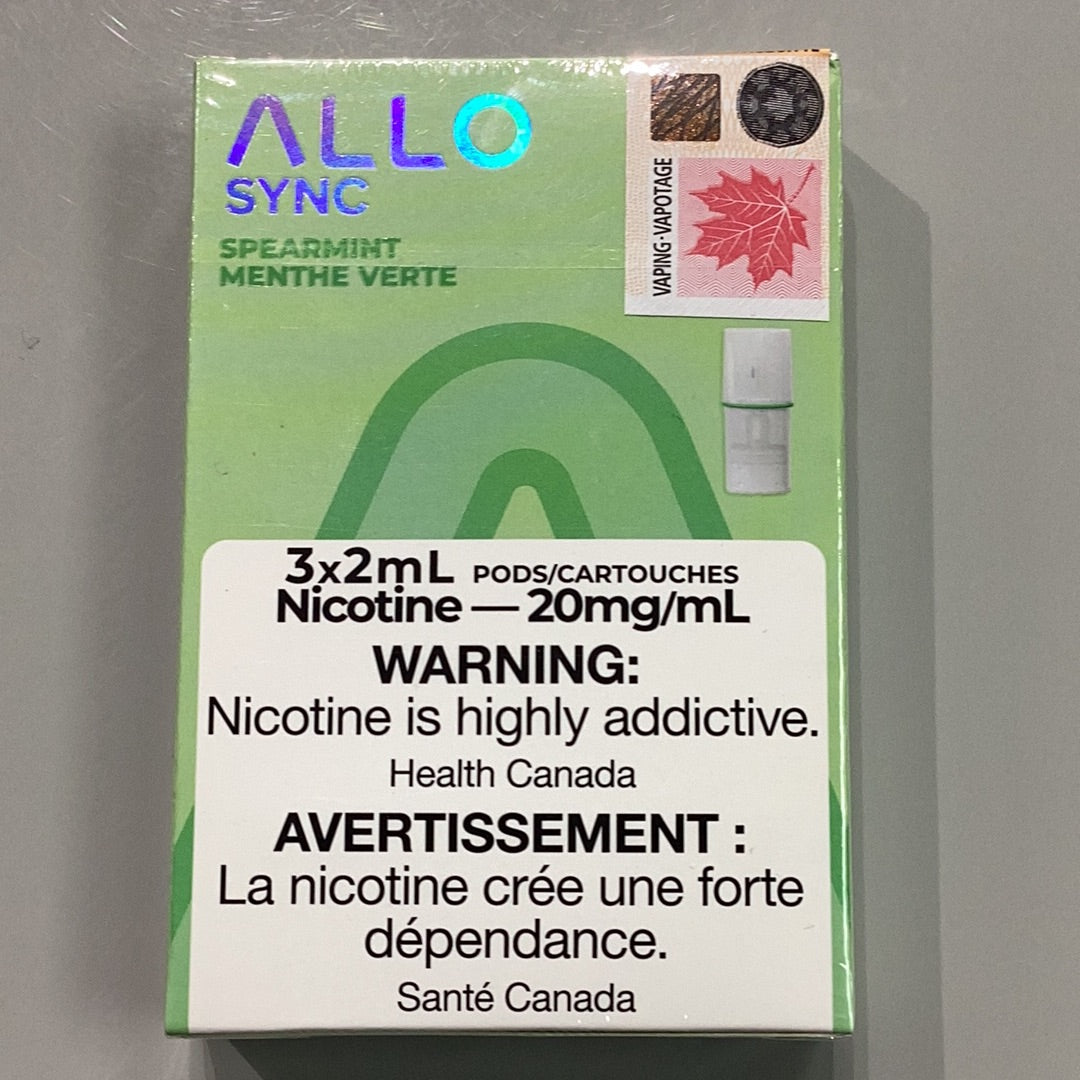 ALLO
SYNC
SPEARMINT
MENTHE VERTE
VAPING·VAPOTAGE
3x2mL PODS/CARTOUCHES
Nicotine — 20mg/mL
WARNING:
Nicotine is highly addictive.
Health Canada
AVERTISSEMENT :
La nicotine crée une forte
dépendance.
Santé Canada